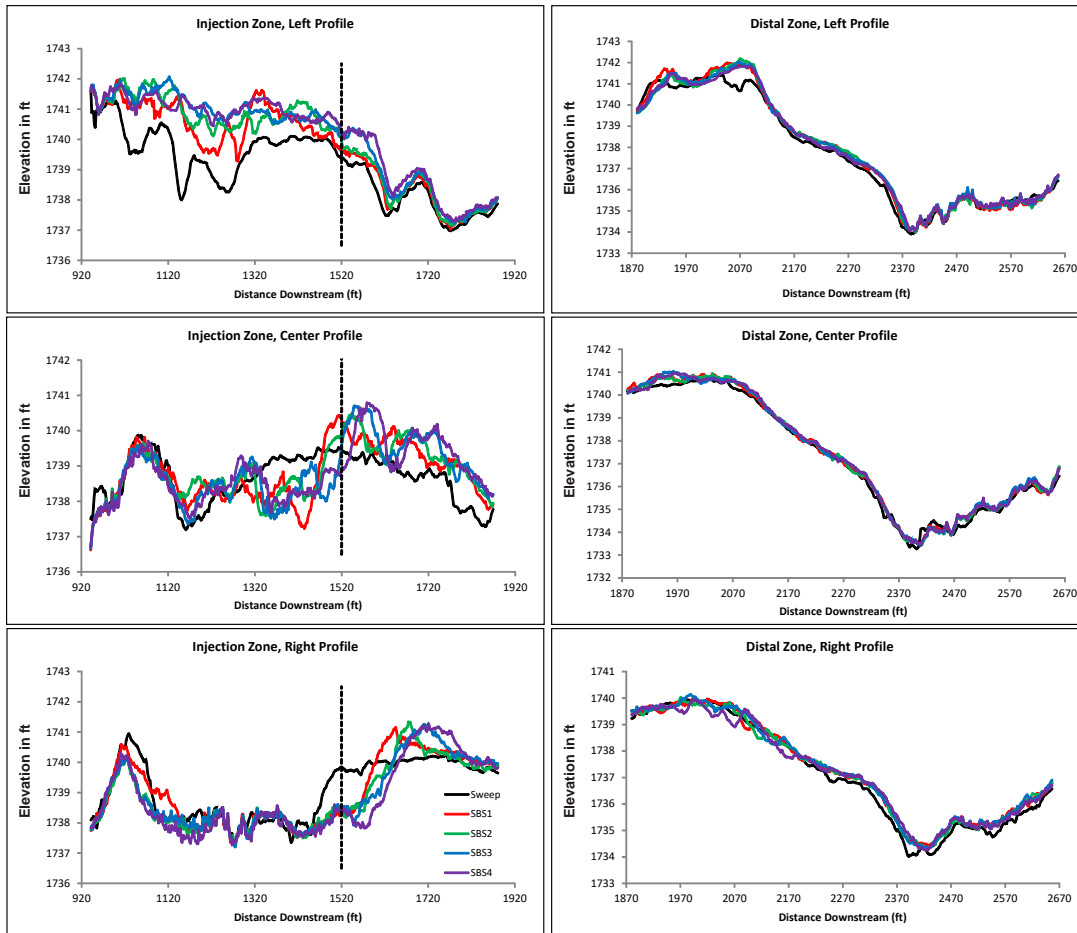 Injection Zone, Left Profile
Elevation in ft
1743
1742
1741
1740
1739
1738
1737
1736
920 1120 1320 1520 1720 1920
Distance Downstream (ft)
Distal Zone, Left Profile
Elevation in ft
1743
1742
1741
1740
1739
1738
1737
1736
1735
1734
1733
1870 1970 2070 2170 2270 2370 2470 2570 2670
Distance Downstream (ft)
Injection Zone, Center Profile
Elevation in ft
1742
1741
1740
1739
1738
1737
1736
920 1120 1320 1520 1720 1920
Distance Downstream (ft)
Distal Zone, Center Profile
Elevation in ft
1742
1741
1740
1739
1738
1737
1736
1735
1734
1733
1732
1870 1970 2070 2170 2270 2370 2470 2570 2670
Distance Downstream (ft)
Injection Zone, Right Profile
Elevation in ft
1743
1742
1741
1740
1739
1738
1737
1736
Sweep
SBS1
SBS2
SBS3
SBS4
920 1120 1320 1520 1720 1920
Distance Downstream (ft)
Distal Zone, Right Profile
Elevation in ft
1741
1740
1739
1738
1737
1736
1735
1734
1733
1870 1970 2070 2170 2270 2370 2470 2570 2670
Distance Downstream (ft)